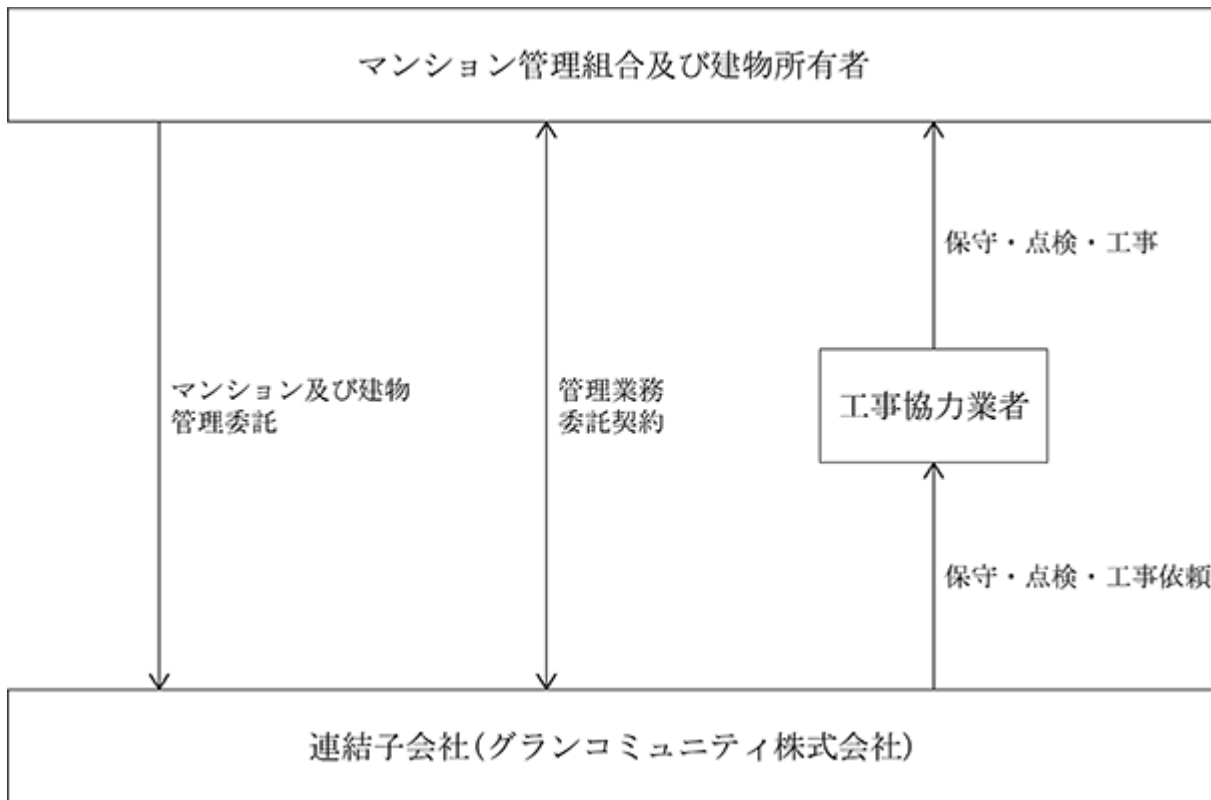 マンション管理組合及び建物所有者
保守・点検・工事
マンション及び建物
管理委託
管理業務
委託契約
工事協力業者
保守・点検・工事依頼
連結子会社(グランコミュニティ株式会社)